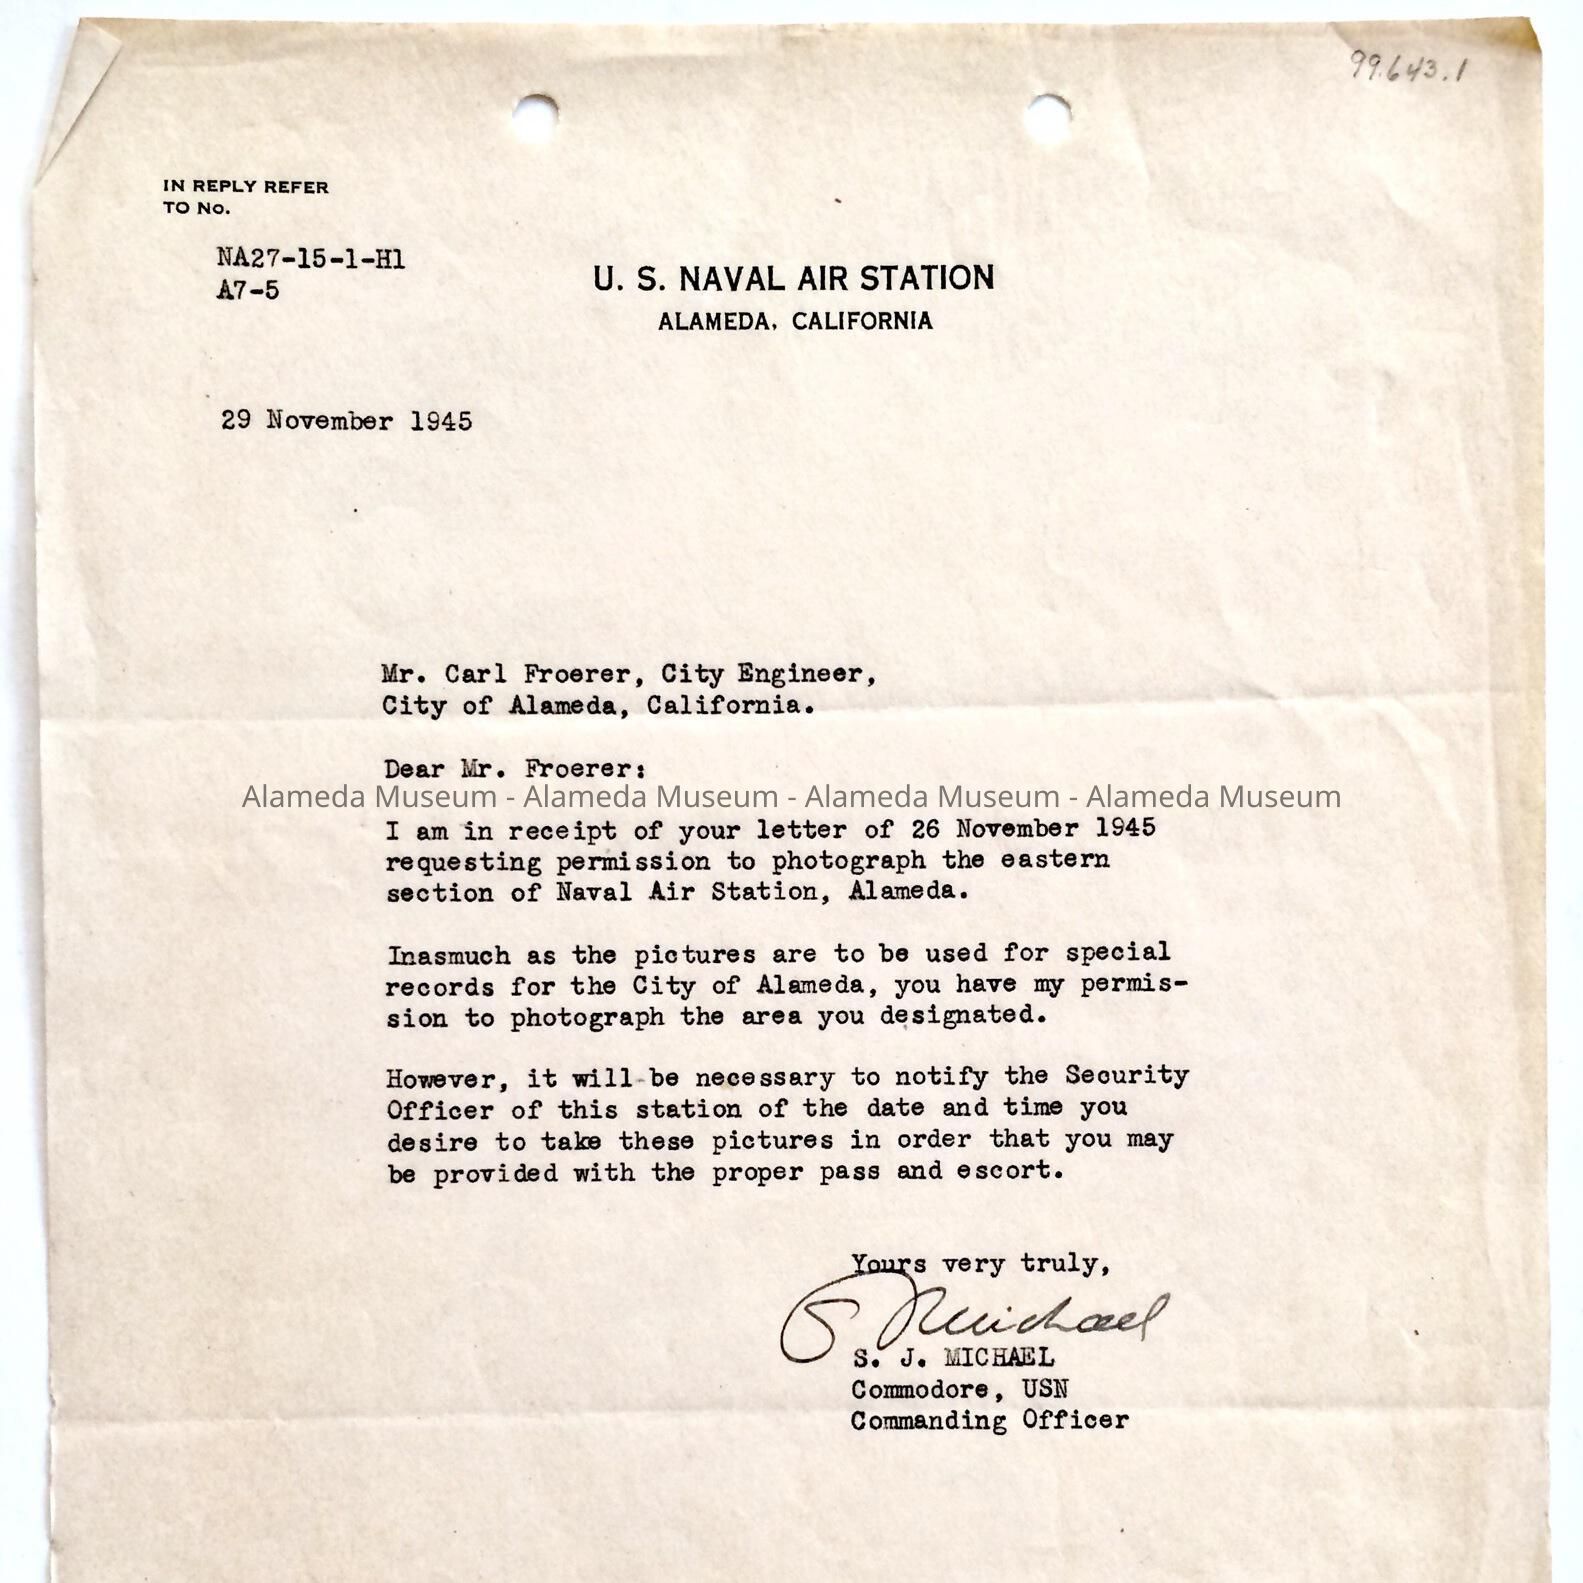 99.643.1
IN REPLY REFER
TO No.
NA27-15-1-H1
A7-5
U. S. NAVAL AIR STATION
ALAMEDA, CALIFORNIA
29 November 1945
Mr. Carl Froerer, City Engineer,
City of Alameda, California.
Dear Mr. Froerer:
Alameda Museum - Alameda Museum - Alameda Museum - Alameda Museum
I am in receipt of your letter of 26 November 1945
requesting permission to photograph the eastern
section of Naval Air Station, Alameda.
Inasmuch as the pictures are to be used for special
records for the City of Alameda, you have my permis-
sion to photograph the area you designated.
However, it will be necessary to notify the Security
Officer of this station of the date and time you
desire to take these pictures in order that you may
be provided with the proper pass and escort.
Yours very truly,
S J Michael
S. J. MICHAEL
Commodore, USN
Commanding Officer